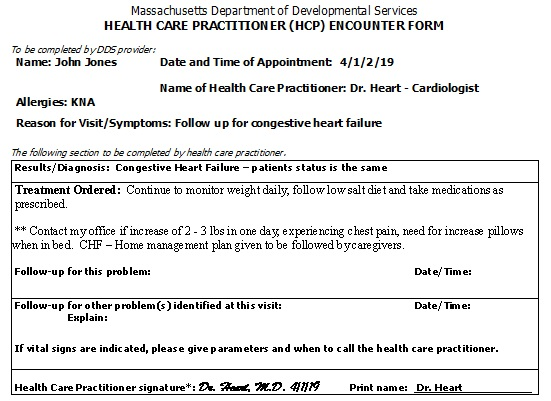 Massachusetts Department of Developmental Services
HEALTH CARE PRACTITIONER (HCP) ENCOUNTER FORM
To be completed by DDS provider:
Name: John Jones Date and Time of Appointment: 4/1/2/19
Name of Health Care Practitioner: Dr. Heart - Cardiologist
Allergies: KNA
Reason for Visit/Symptoms: Follow up for congestive heart failure
The following section to be completed by health care practitioner.
Results/Diagnosis: Congestive Heart Failure – patients status is the same
Treatment Ordered: Continue to monitor weight daily, follow low salt diet and take medications as
prescribed.
** Contact my office if increase of 2 - 3 lbs in one day, experiencing chest pain, need for increase pillows
when in bed. CHF – Home management plan given to be followed by caregivers.
Follow-up for this problem: Date/Time:
Follow-up for other problem(s) identified at this visit: Date/Time:
Explain:
If vital signs are indicated, please give parameters and when to call the health care practitioner.
Health Care Practitioner signature*: Dr. Heart, M.D. 4/1/19 Print name: Dr. Heart